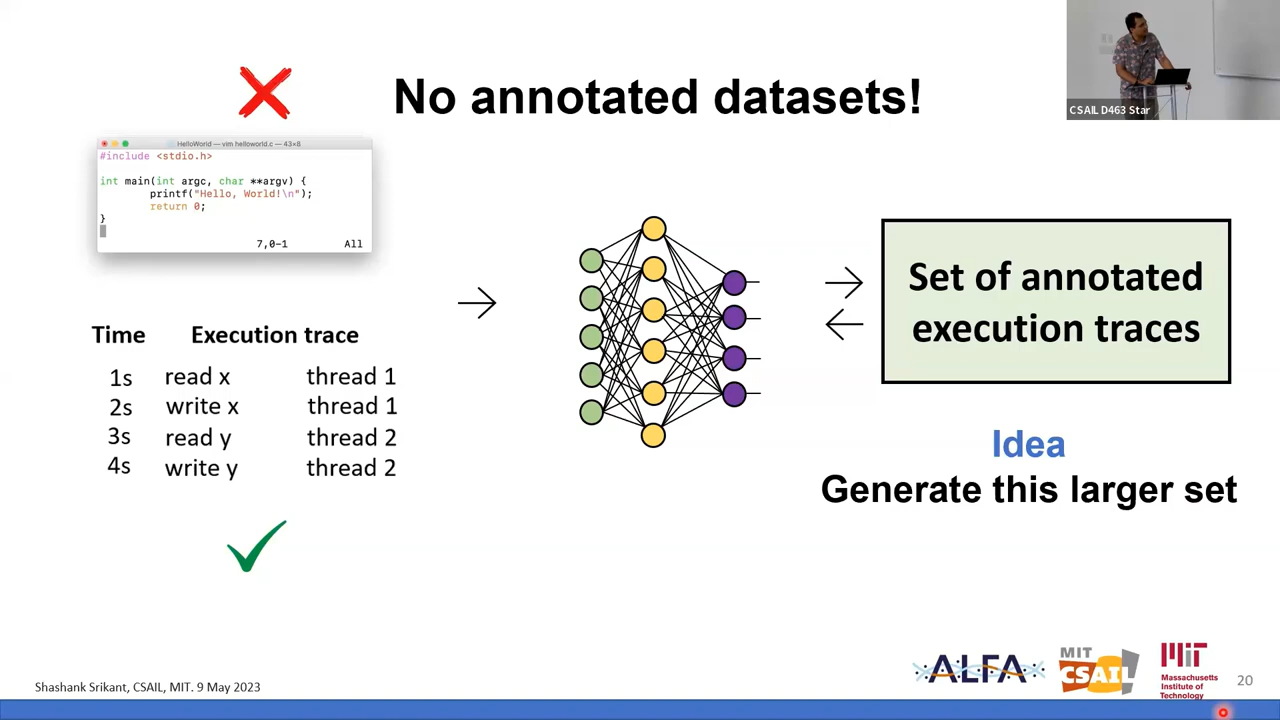 No annotated datasets!
CSAIL D463 Star
HelloWorld — vim helloworld.c — 43×8
#include <stdio.h>
int main(int argc, char **argv) {
printf("Hello, World!\n");
return 0;
}
7,0-1 All
Time Execution trace
1s read x thread 1
2s write x thread 1
3s read y thread 2
4s write y thread 2
Set of annotated
execution traces
Idea
Generate this larger set
Shashank Srikant, CSAIL, MIT. 9 May 2023
ALFA
MIT
CSAIL
MIT
Massachusetts
Institute of
Technology
20